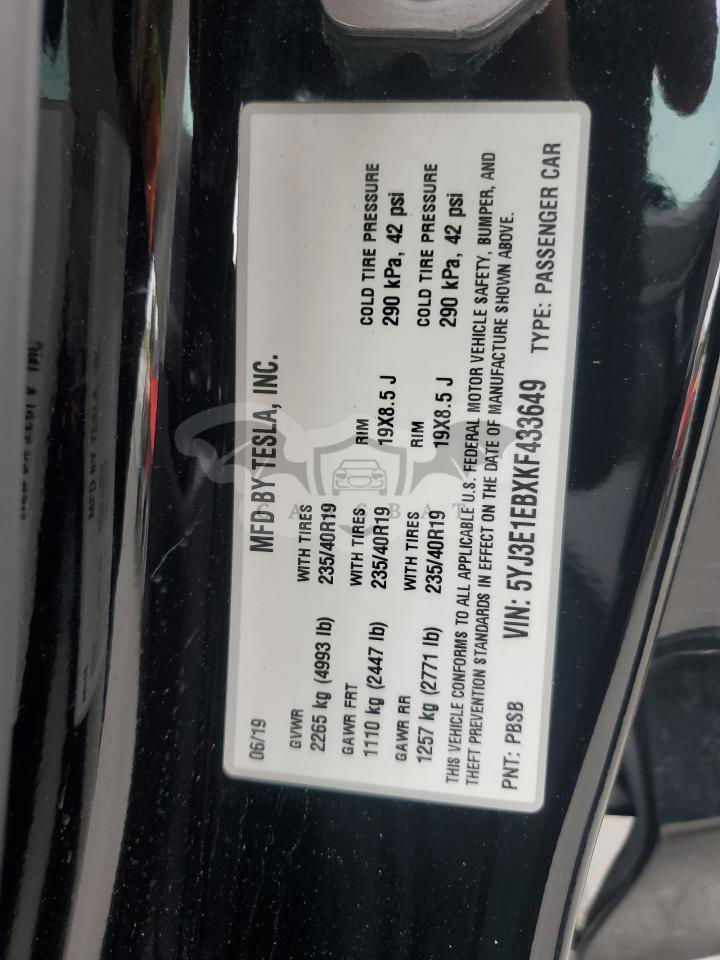 06/19 MFD BY TESLA, INC.
GVWR WITH TIRES
2265 kg (4993 lb) 235/40R19
GAWR FRT WITH TIRES RIM COLD TIRE PRESSURE
1110 kg (2447 lb) 235/40R19 19X8.5 J 290 kPa, 42 psi
GAWR RR WITH TIRES RIM COLD TIRE PRESSURE
1257 kg (2771 lb) 235/40R19 19X8.5 J 290 kPa, 42 psi
THIS VEHICLE CONFORMS TO ALL APPLICABLE U.S. FEDERAL MOTOR VEHICLE SAFETY, BUMPER, AND
THEFT PREVENTION STANDARDS IN EFFECT ON THE DATE OF MANUFACTURE SHOWN ABOVE.
PNT: PBSB VIN: 5YJ3E1EBXKF433649 TYPE: PASSENGER CAR